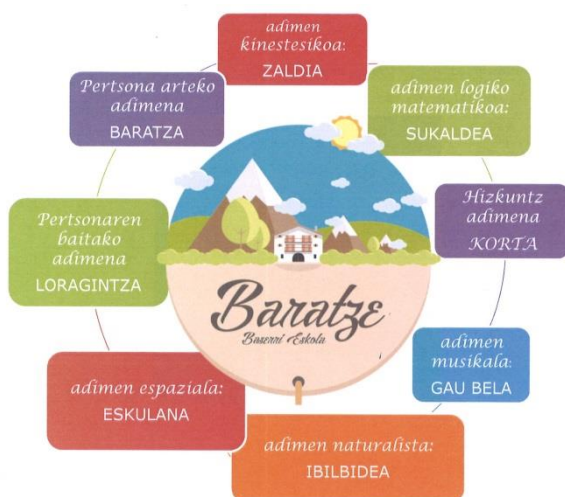 adimen
kinestesikoa:
ZALDIA
adimen logiko
matematikoa:
SUKALDEA
Hizkuntz
adimena
KORTA
adimen
musikala:
GAU BELA
adimen naturalista:
IBILBIDEA
adimen espaziala:
ESKULANA
Pertsonaren
baitako
adimena
LORAGINTZA
Pertsona arteko
adimena
BARATZA
Baratze
Baserri Eskola